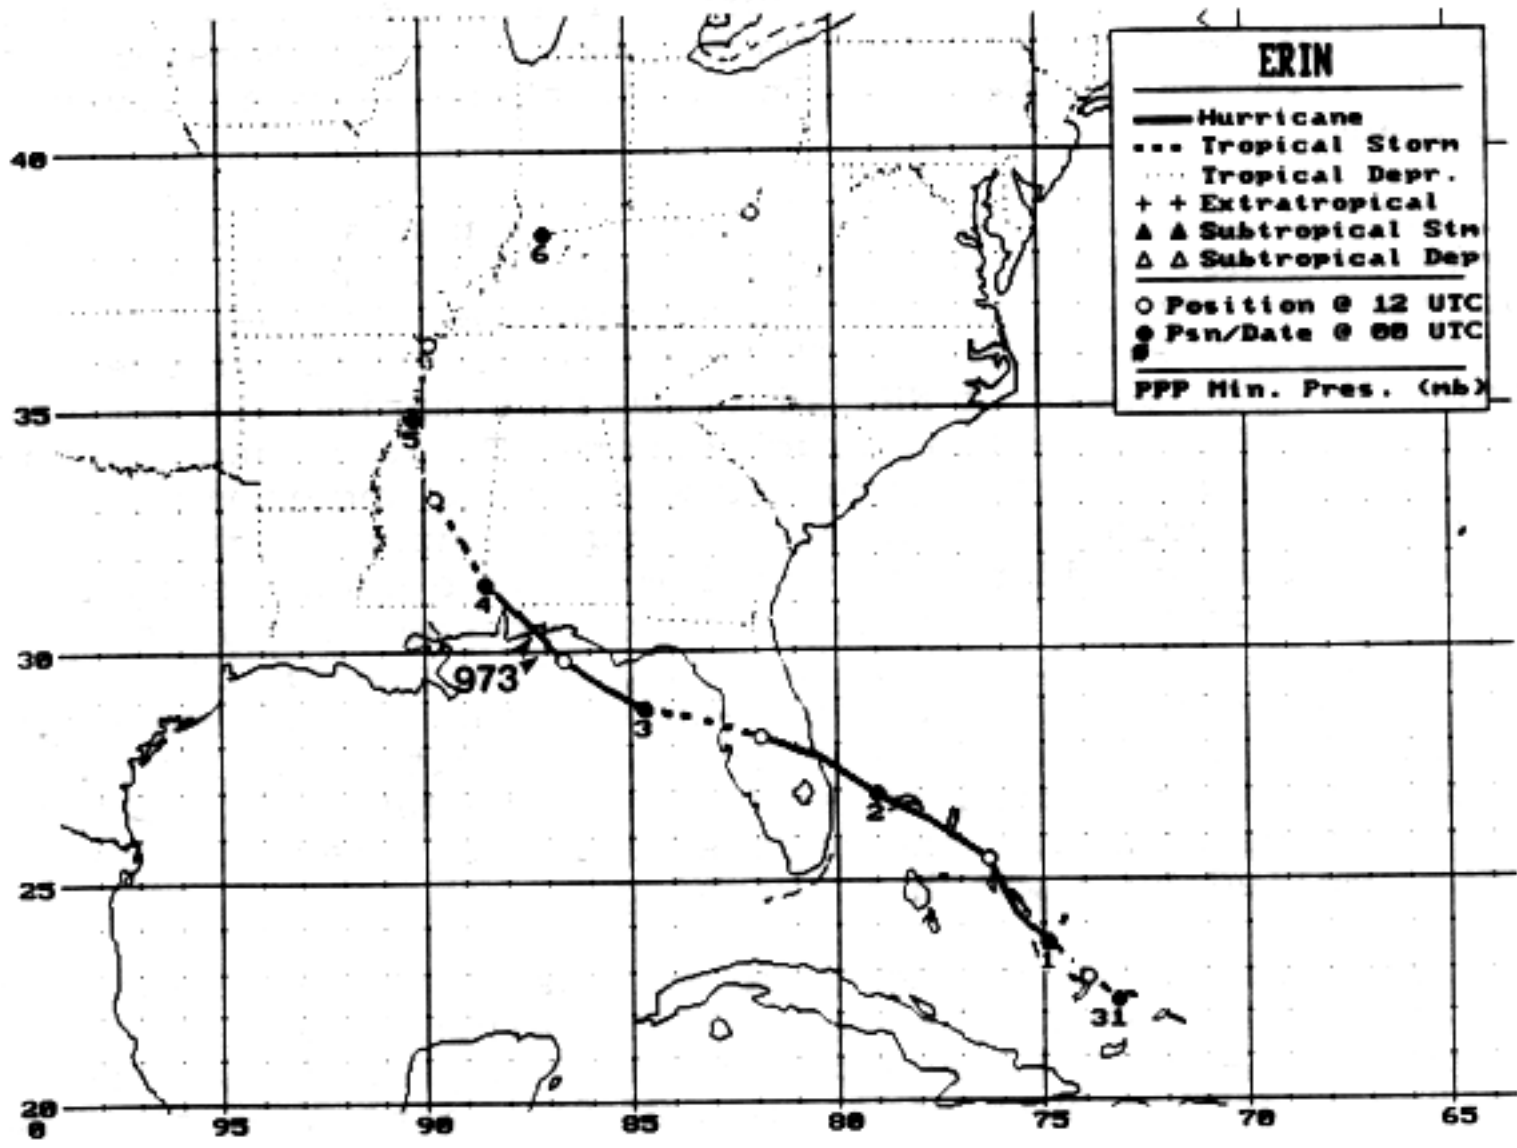 ERIN
Hurricane
Tropical Storm
Tropical Depr.
+ + Extratropical
Subtropical Stm
Subtropical Dep
Position @ 12 UTC
Psn/Date @ 00 UTC
PPP Min. Pres. (mb)
40
6
35
5
4
30
973
3
2
25
1
31
20
0 95 90 85 80 75 70 65